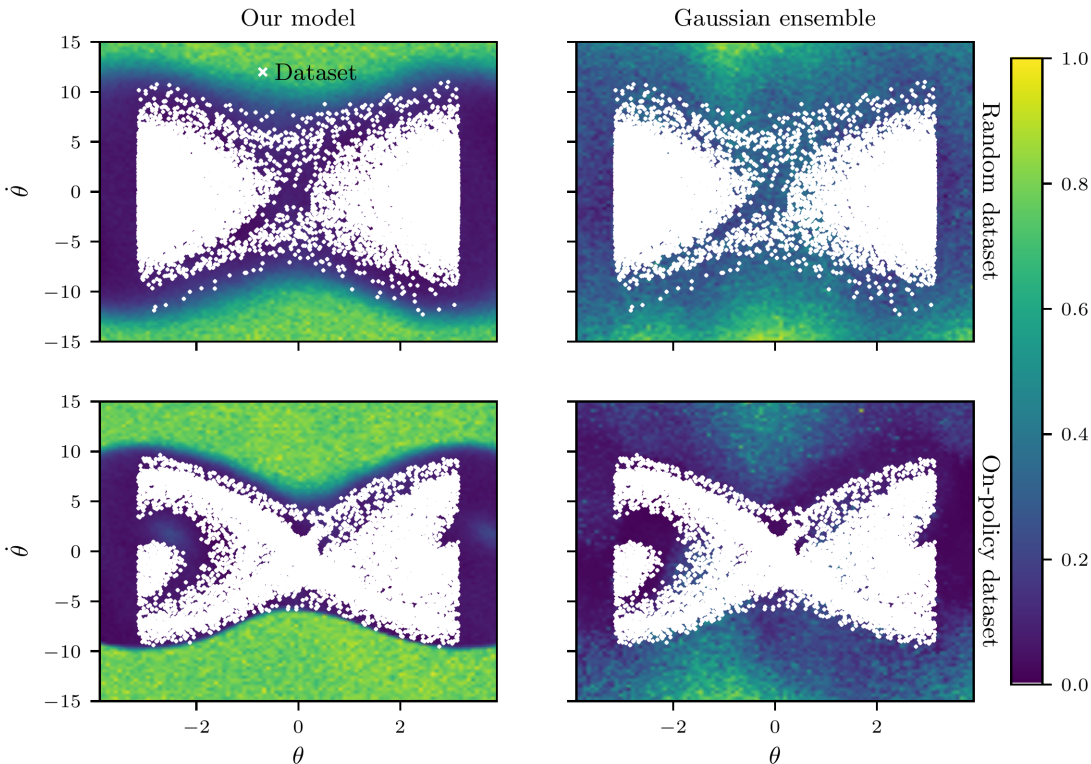 Our model
Gaussian ensemble
15
10
5
0
−5
−10
−15
θ̇
× Dataset
Random dataset
15
10
5
0
−5
−10
−15
θ̇
−2
0
2
θ
−2
0
2
θ
On-policy dataset
1.0
0.8
0.6
0.4
0.2
0.0